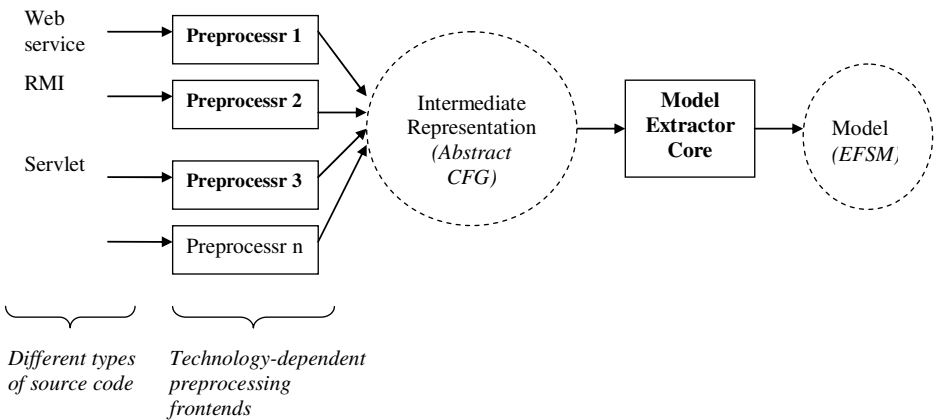 Web
service
Preprocessr 1
RMI
Preprocessr 2
Servlet
Preprocessr 3
Preprocessr n
Intermediate
Representation
(Abstract
CFG)
Model
Extractor
Core
Model
(EFSM)
Different types
of source code
Technology-dependent
preprocessing
frontends